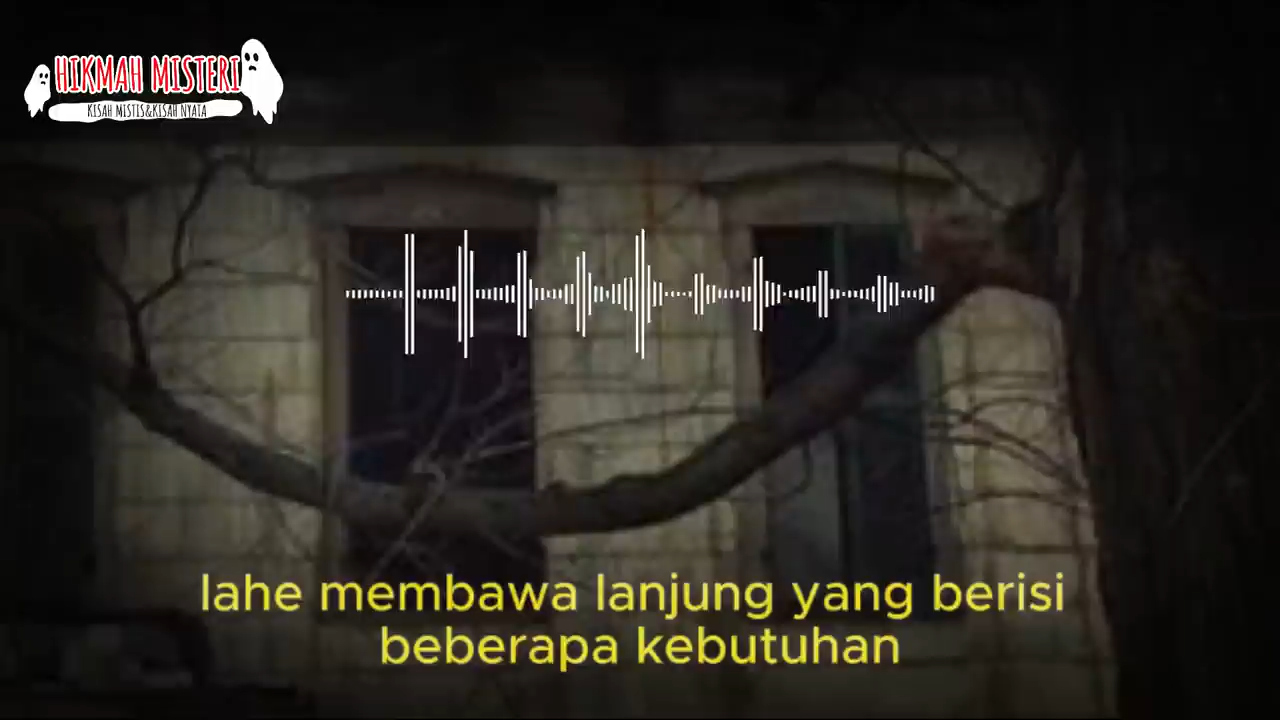 HIKMAH MISTERI
KISAH MISTIS&KISAH NYATA
lahe membawa lanjung yang berisi
beberapa kebutuhan